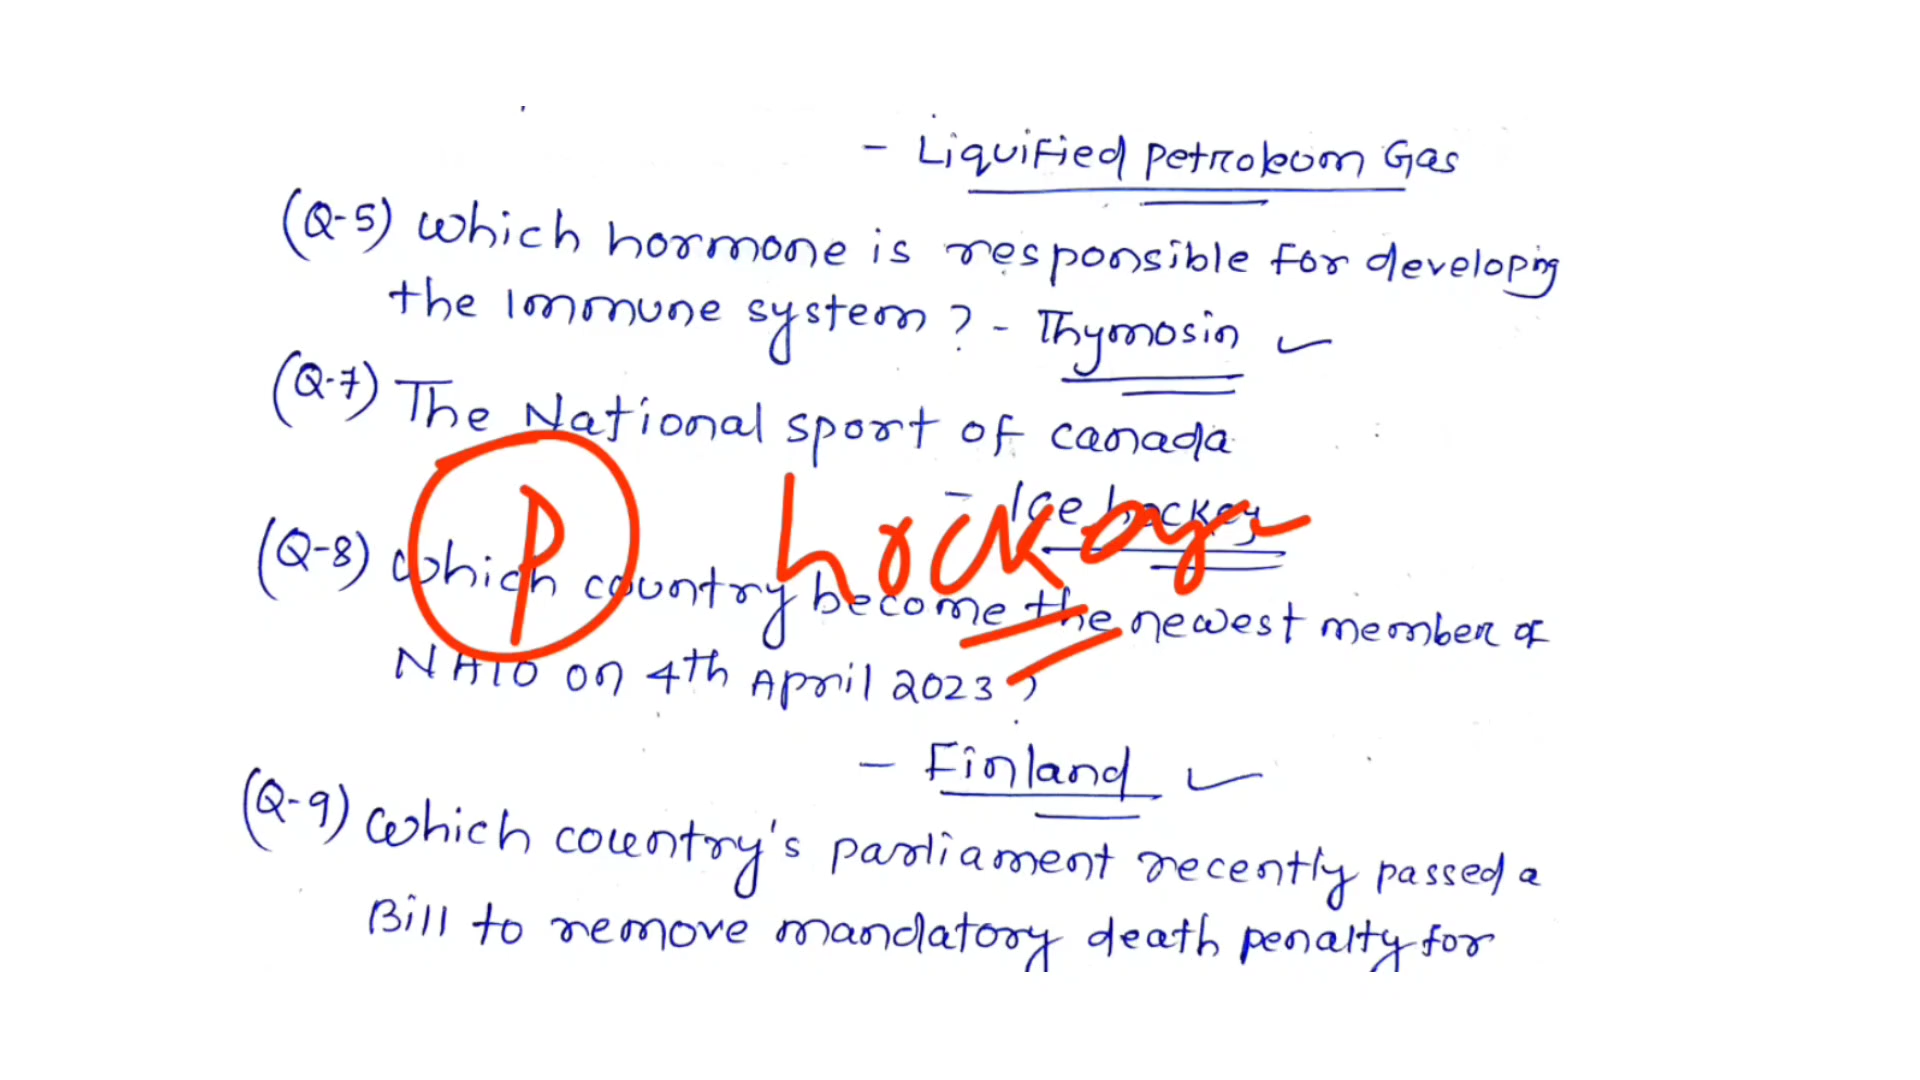 - Liquified Petroleum Gas
(Q-5) Which hormone is responsible for developing
the Immune system? - Thymosin ✓
(Q-7) The National sport of canada
- Ice hockey
P hockey
(Q-8) Which country become the newest member of
NATO on 4th April 2023?
- Finland ✓
(Q-9) Which country's parliament recently passed a
Bill to remove mandatory death penalty for